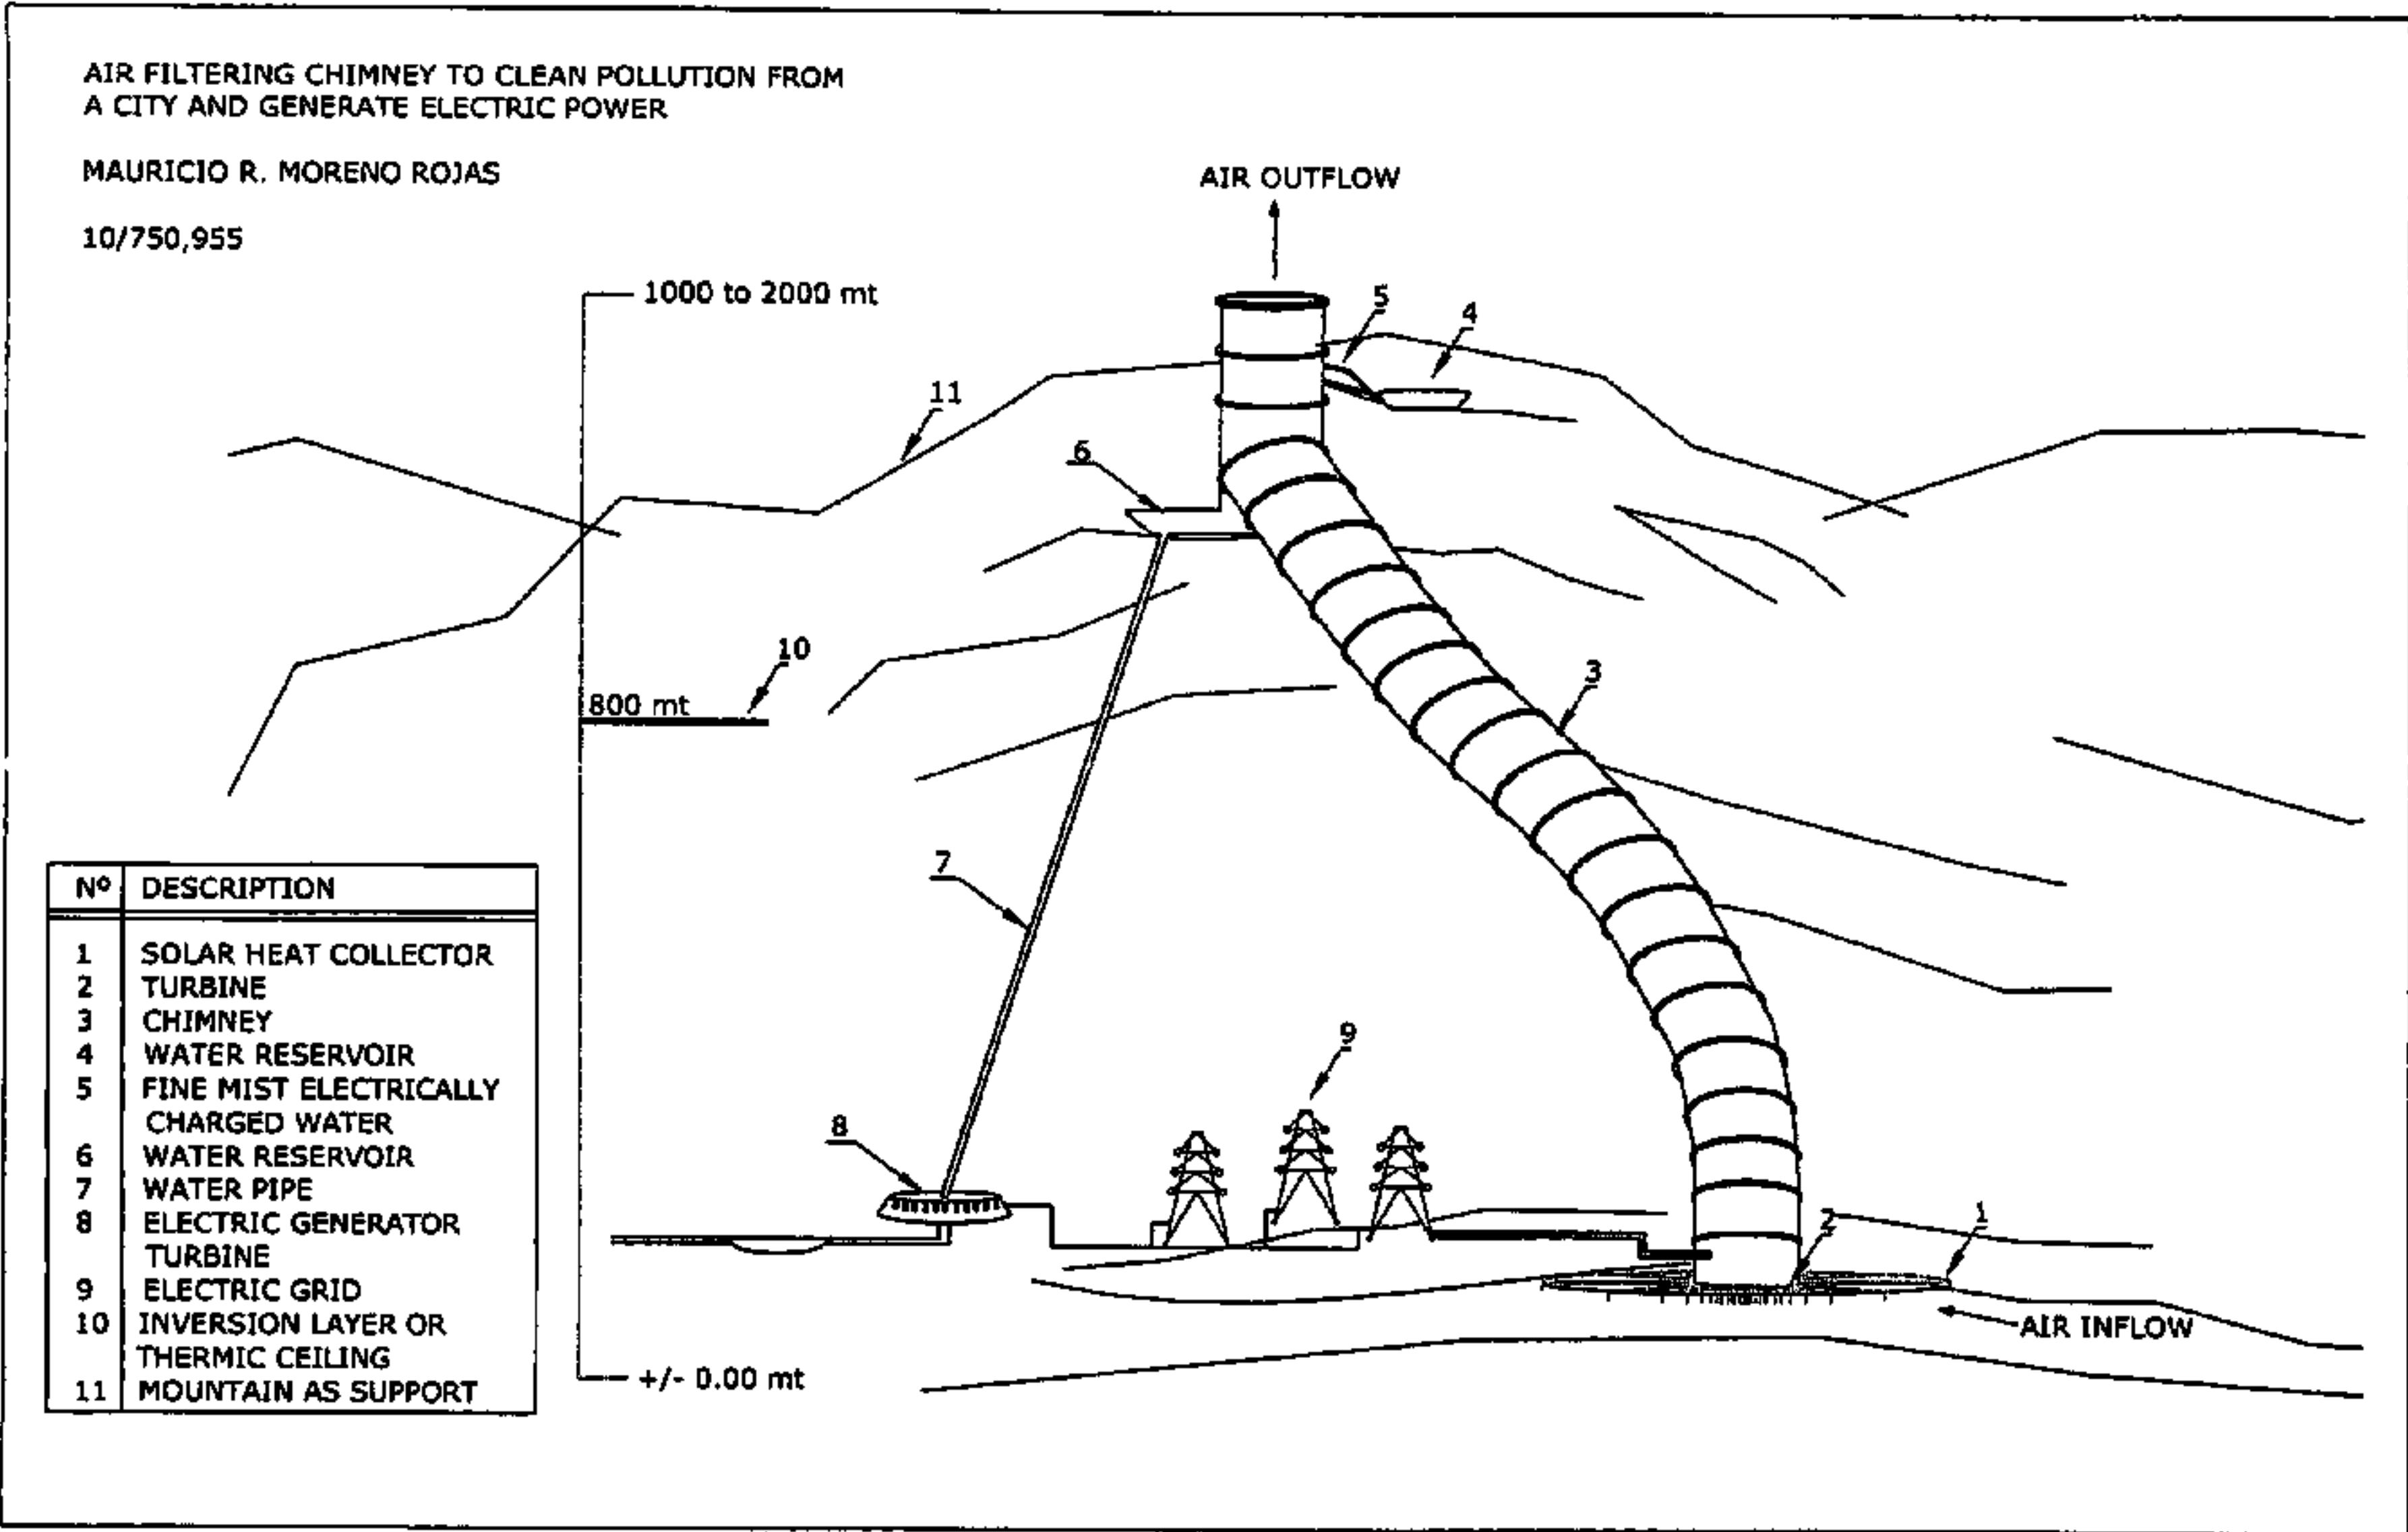 AIR FILTERING CHIMNEY TO CLEAN POLLUTION FROM
A CITY AND GENERATE ELECTRIC POWER
MAURICIO R. MORENO ROJAS
10/750,955
AIR OUTFLOW
1000 to 2000 mt
5
4
11
6
10
800 mt
3
7
9
8
2
1
AIR INFLOW
+/- 0.00 mt
Nº DESCRIPTION
1 SOLAR HEAT COLLECTOR
2 TURBINE
3 CHIMNEY
4 WATER RESERVOIR
5 FINE MIST ELECTRICALLY
CHARGED WATER
6 WATER RESERVOIR
7 WATER PIPE
8 ELECTRIC GENERATOR
TURBINE
9 ELECTRIC GRID
10 INVERSION LAYER OR
THERMIC CEILING
11 MOUNTAIN AS SUPPORT